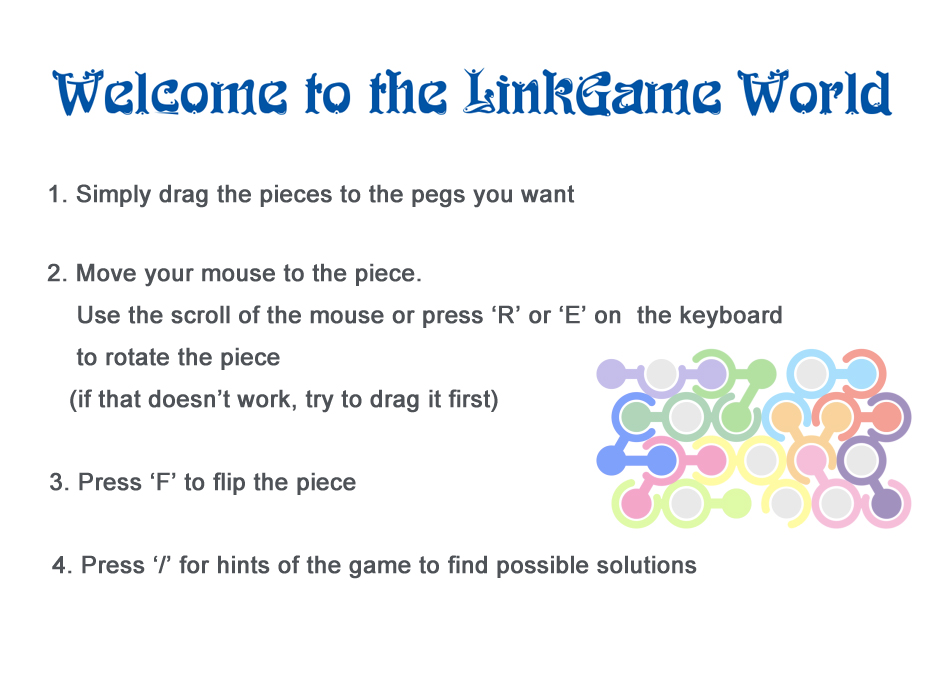 Welcome to the LinkGame World
1. Simply drag the pieces to the pegs you want
2. Move your mouse to the piece.
Use the scroll of the mouse or press ‘R’ or ‘E’ on  the keyboard
to rotate the piece
(if that doesn’t work, try to drag it first)
3. Press ‘F’ to flip the piece
4. Press ‘/’ for hints of the game to find possible solutions